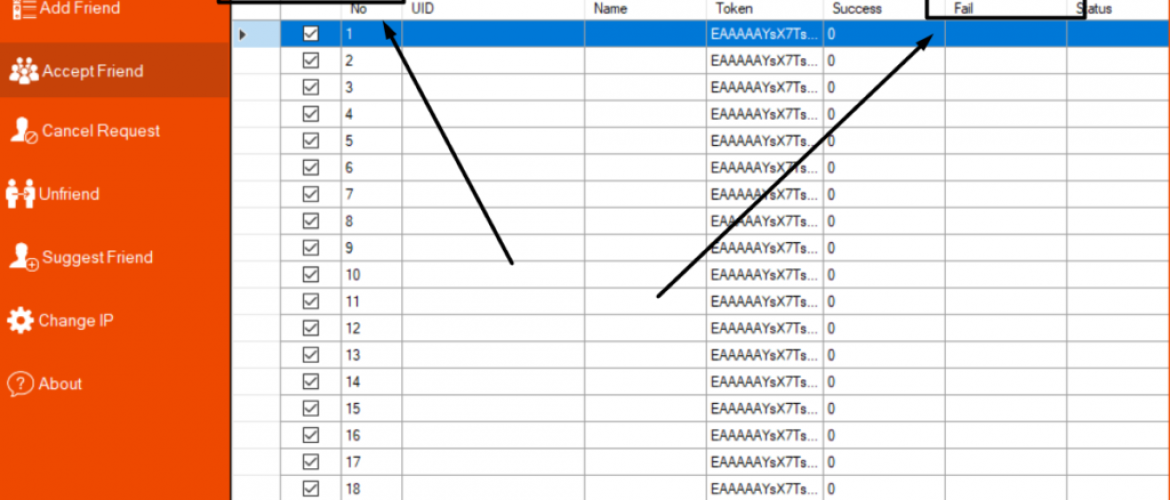 Add Friend
Accept Friend
Cancel Request
Unfriend
Suggest Friend
Change IP
? About
No UID Name Token Success Fail Status
1 EAAAAAYsX7Ts... 0
2 EAAAAAYsX7Ts... 0
3 EAAAAAYsX7Ts... 0
4 EAAAAAYsX7Ts... 0
5 EAAAAAYsX7Ts... 0
6 EAAAAAYsX7Ts... 0
7 EAAAAAYsX7Ts... 0
8 EAAAAAYsX7Ts... 0
9 EAAAAAYsX7Ts... 0
10 EAAAAAYsX7Ts... 0
11 EAAAAAYsX7Ts... 0
12 EAAAAAYsX7Ts... 0
13 EAAAAAYsX7Ts... 0
14 EAAAAAYsX7Ts... 0
15 EAAAAAYsX7Ts... 0
16 EAAAAAYsX7Ts... 0
17 EAAAAAYsX7Ts... 0
18 EAAAAAYsX7Ts... 0